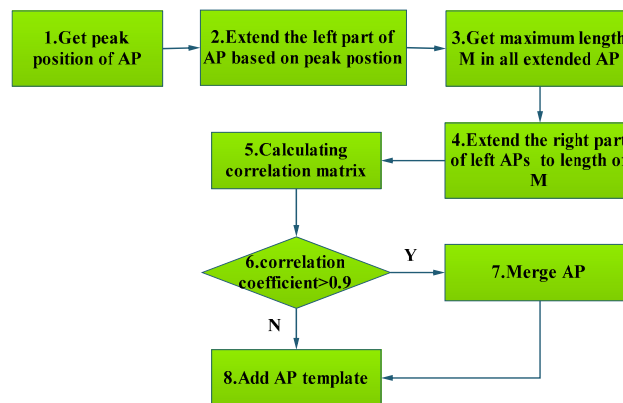 1.Get peak
position of AP
2.Extend the left part of
AP based on peak postion
3.Get maximum length
M in all extended AP
4.Extend the right part
of left APs to length of
M
5.Calculating
correlation matrix
6.correlation
coefficient>0.9
Y
7.Merge AP
N
8.Add AP template